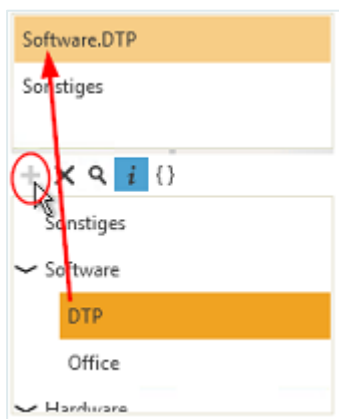 Software.DTP
Sonstiges
i {}
Sonstiges
Software
DTP
Office
Hardware